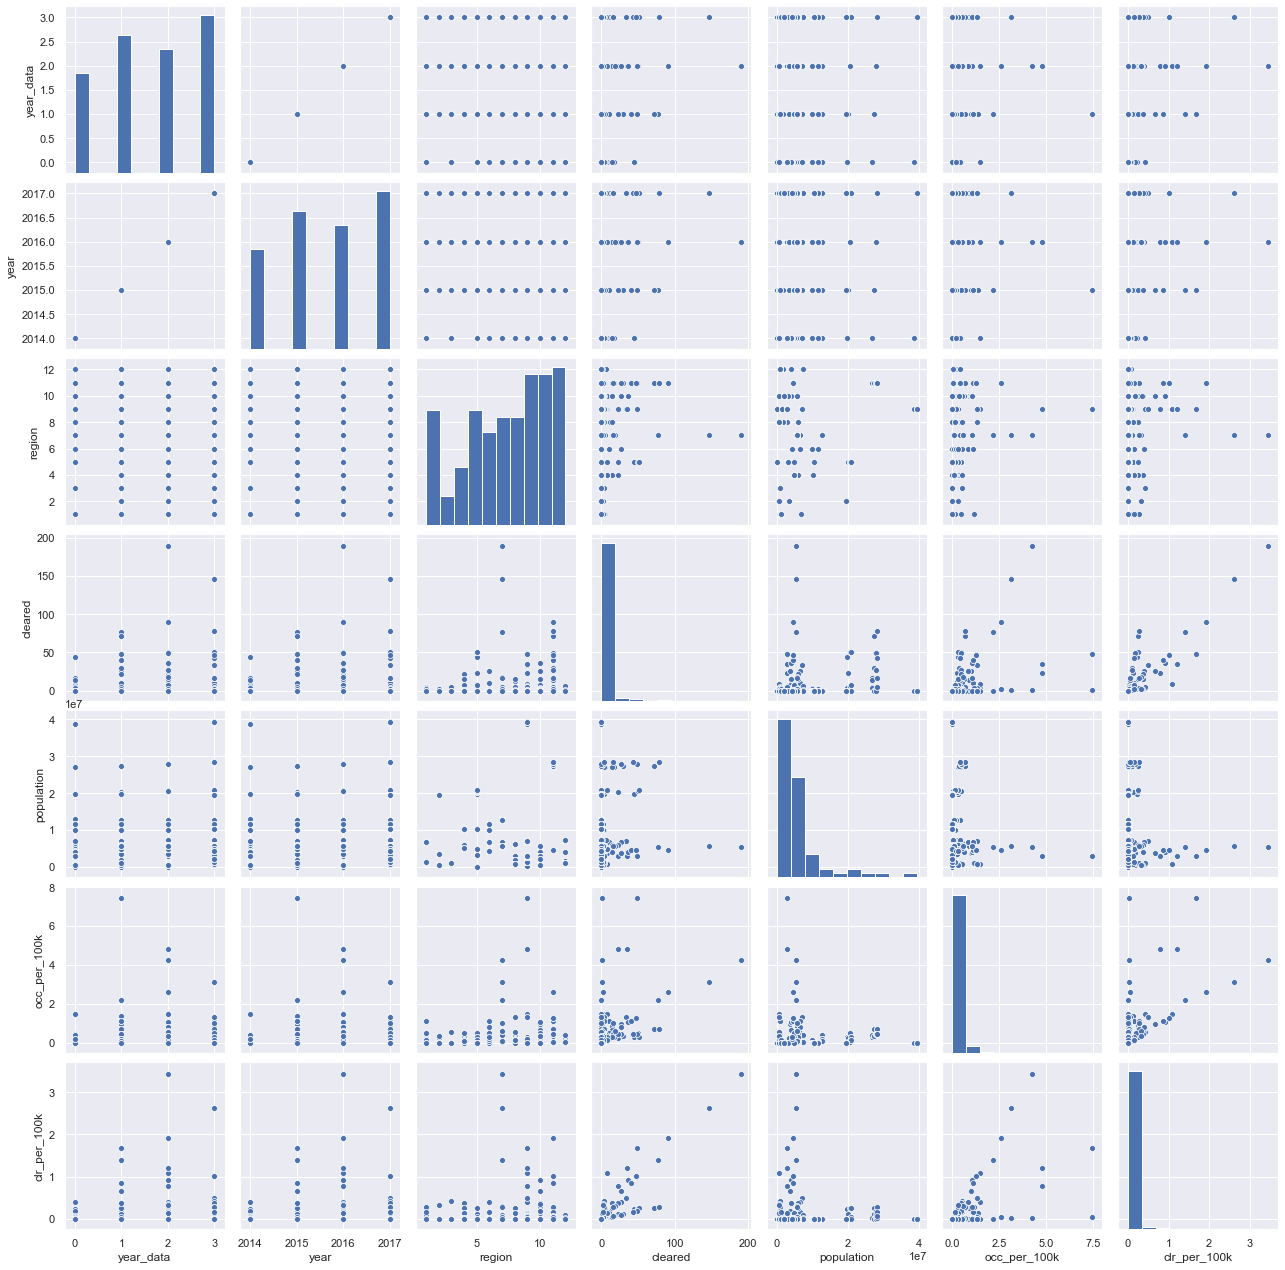 3.0
2.5
2.0
1.5
1.0
0.5
0.0
year_data
2017.0
2016.5
2016.0
2015.5
2015.0
2014.5
2014.0
year
12
10
8
6
4
2
region
200
150
100
50
0
cleared
1e7
4
3
2
1
0
population
8
6
4
2
0
occ_per_100k
3
2
1
0
clr_per_100k
0 1 2 3
year_data
2014 2015 2016 2017
year
5 10
region
0 100 200
cleared
0 2 4
1e7
population
0.0 2.5 5.0 7.5
occ_per_100k
0 1 2 3
clr_per_100k